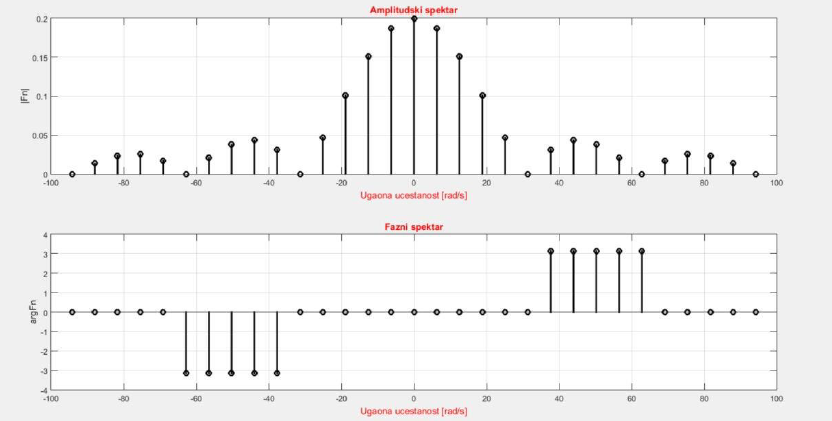 Amplitudski spektar
0.2
0.15
0.1
0.05
0
|Fn|
-100 -80 -60 -40 -20 0 20 40 60 80 100
Ugaona ucestanost [rad/s]
Fazni spektar
4
3
2
1
0
-1
-2
-3
-4
argFn
-100 -80 -60 -40 -20 0 20 40 60 80 100
Ugaona ucestanost [rad/s]